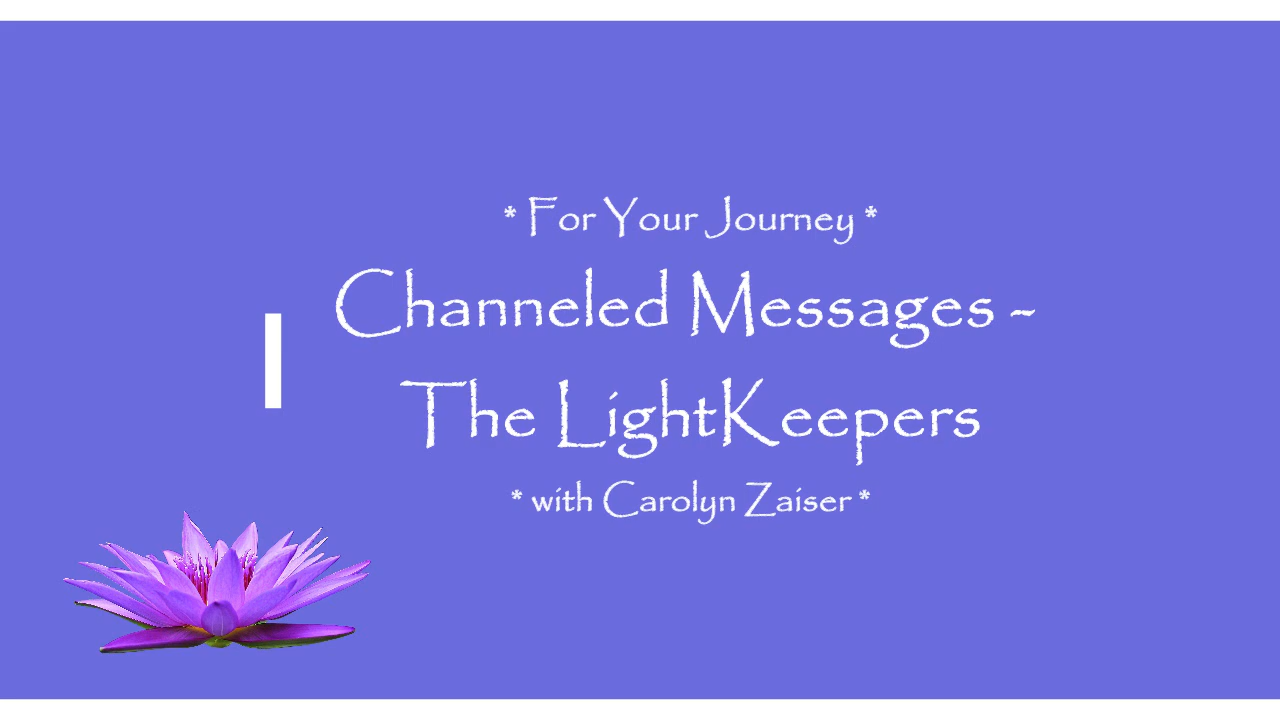 * For Your Journey *
Channeled Messages ~
The LightKeepers
* with Carolyn Zaiser *